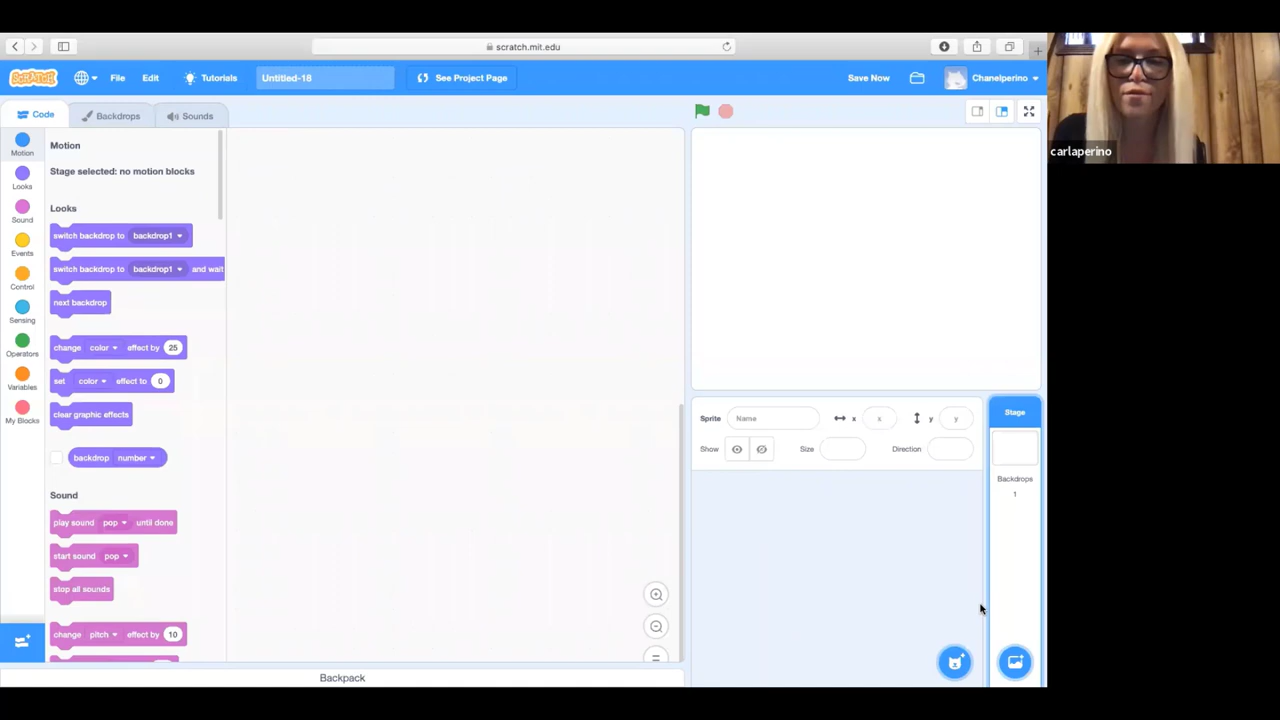 scratch.mit.edu
SCRATCH File Edit Tutorials Untitled-18 See Project Page Save Now Chanelperino
Code Backdrops Sounds
Motion
Looks
Sound
Events
Control
Sensing
Operators
Variables
My Blocks
Motion
Stage selected: no motion blocks
Looks
switch backdrop to backdrop1
switch backdrop to backdrop1 and wait
next backdrop
change color effect by 25
set color effect to 0
clear graphic effects
backdrop number
Sound
play sound pop until done
start sound pop
stop all sounds
change pitch effect by 10
Backpack
Sprite Name x x y y
Show Size Direction
Stage
Backdrops
1
carlaperino